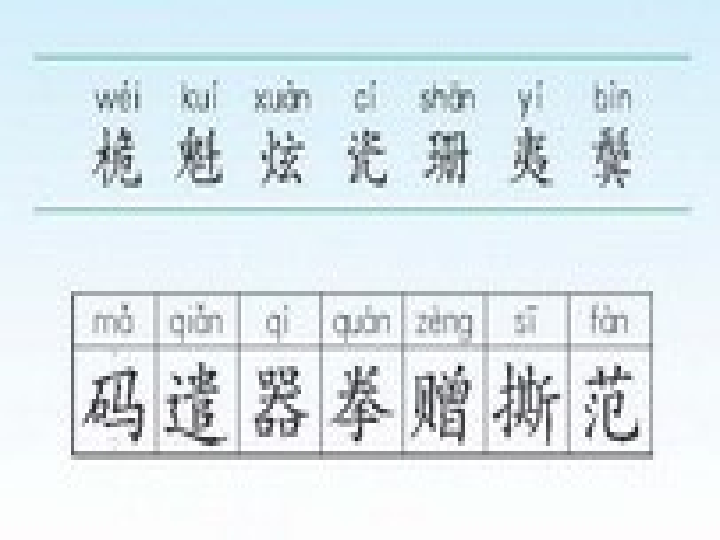 wéi kuí xuàn cí shān yí bìn
桅 魁 炫 瓷 珊 夷 鬓
mǎ qiǎn qì quán zèng sī fàn
码 遣 器 拳 赠 撕 范